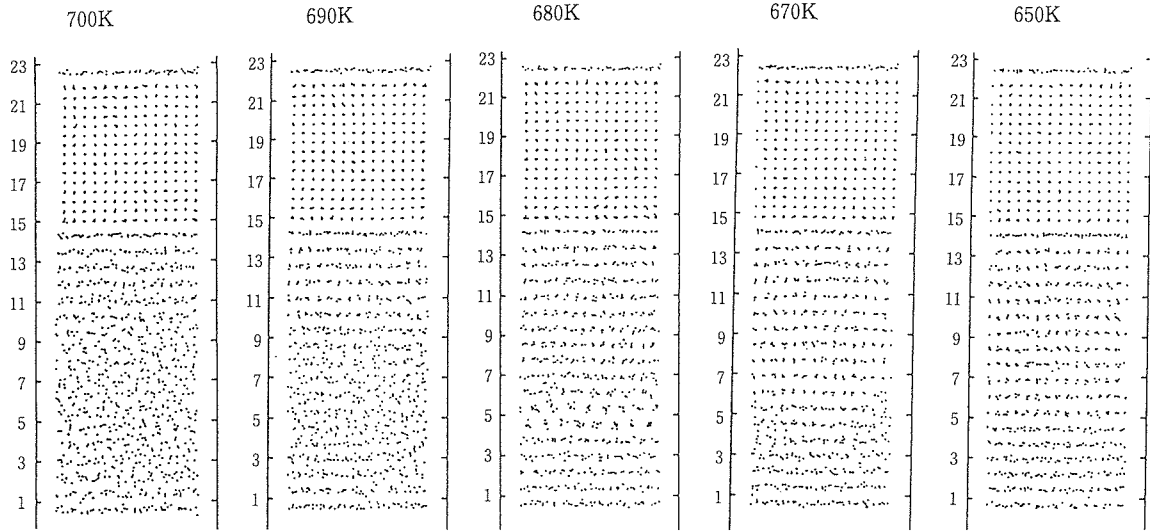 700K 690K 680K 670K 650K
23 23 23 23 23
21 21 21 21 21
19 19 19 19 19
17 17 17 17 17
15 15 15 15 15
13 13 13 13 13
11 11 11 11 11
9 9 9 9 9
7 7 7 7 7
5 5 5 5 5
3 3 3 3 3
1 1 1 1 1